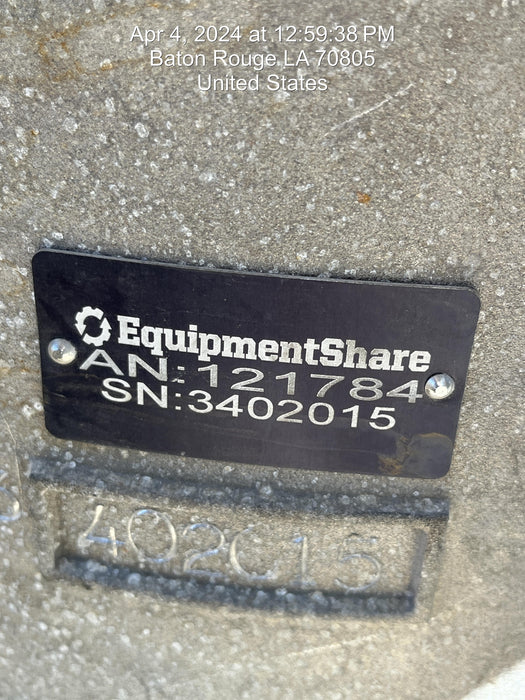 Apr 4, 2024 at 12:59:38 PM
Baton Rouge LA 70805
United States
EquipmentShare
AN:121784
SN:3402015
402015